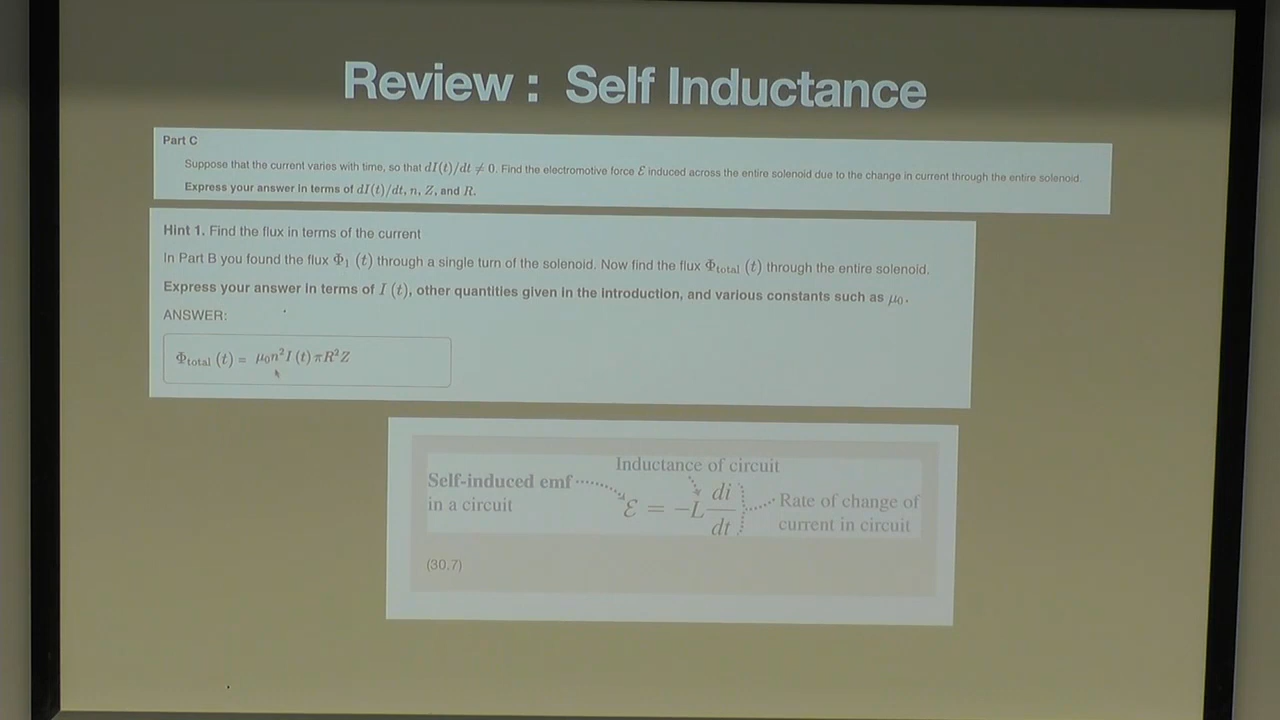 Review : Self Inductance
Part C
Suppose that the current varies with time, so that dI(t)/dt ≠ 0. Find the electromotive force ℰ induced across the entire solenoid due to the change in current through the entire solenoid.
Express your answer in terms of dI(t)/dt, n, Z, and R.
Hint 1. Find the flux in terms of the current
In Part B you found the flux Φ₁ (t) through a single turn of the solenoid. Now find the flux Φtotal (t) through the entire solenoid.
Express your answer in terms of I (t), other quantities given in the introduction, and various constants such as μ₀.
ANSWER:
Φtotal (t) = μ₀n²I (t) πR²Z
Inductance of circuit
Self-induced emf
in a circuit
ℰ = −L di/dt
Rate of change of
current in circuit
(30.7)